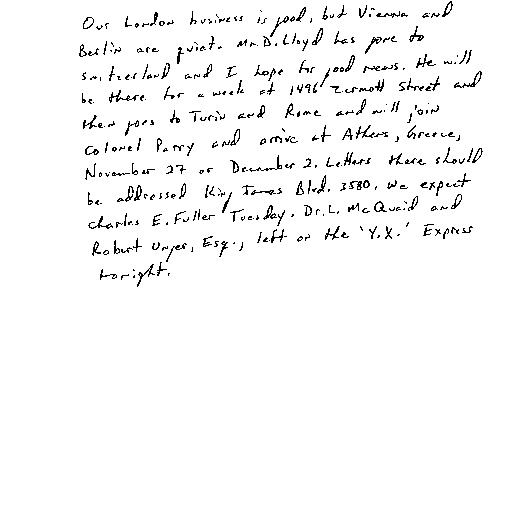 Our London business is good, but Vienna and
Berlin are quiet. Mr. D. Lloyd has gone to
Switzerland and I hope for good news. He will
be there for a week at 1496 Zermott Street and
then goes to Turin and Rome and will join
Colonel Parry and arrive at Athens, Greece,
November 27 or December 2. Letters there should
be addressed King James Blvd. 3580. We expect
Charles E. Fuller Tuesday. Dr. L. McQuaid and
Robert Unger, Esq., left on the 'Y.X.' Express
tonight.